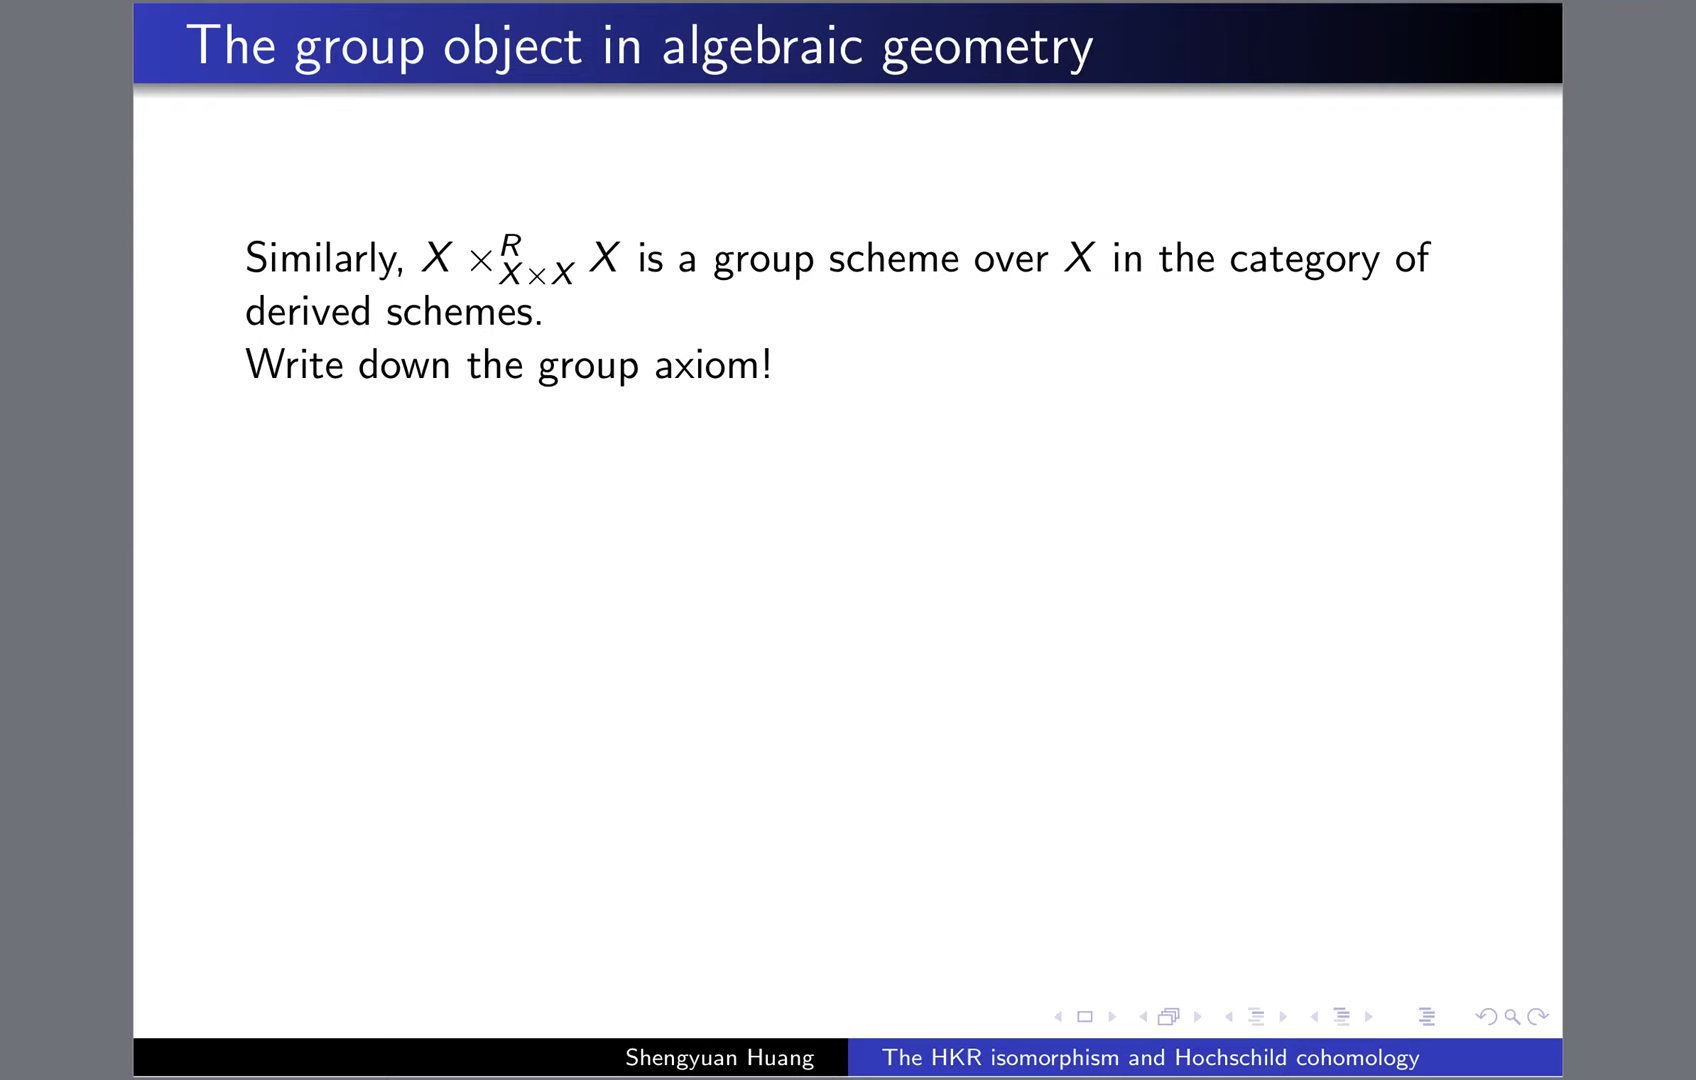 The group object in algebraic geometry
Similarly, X ×^R_{X×X} X is a group scheme over X in the category of
derived schemes.
Write down the group axiom!
Shengyuan Huang
The HKR isomorphism and Hochschild cohomology